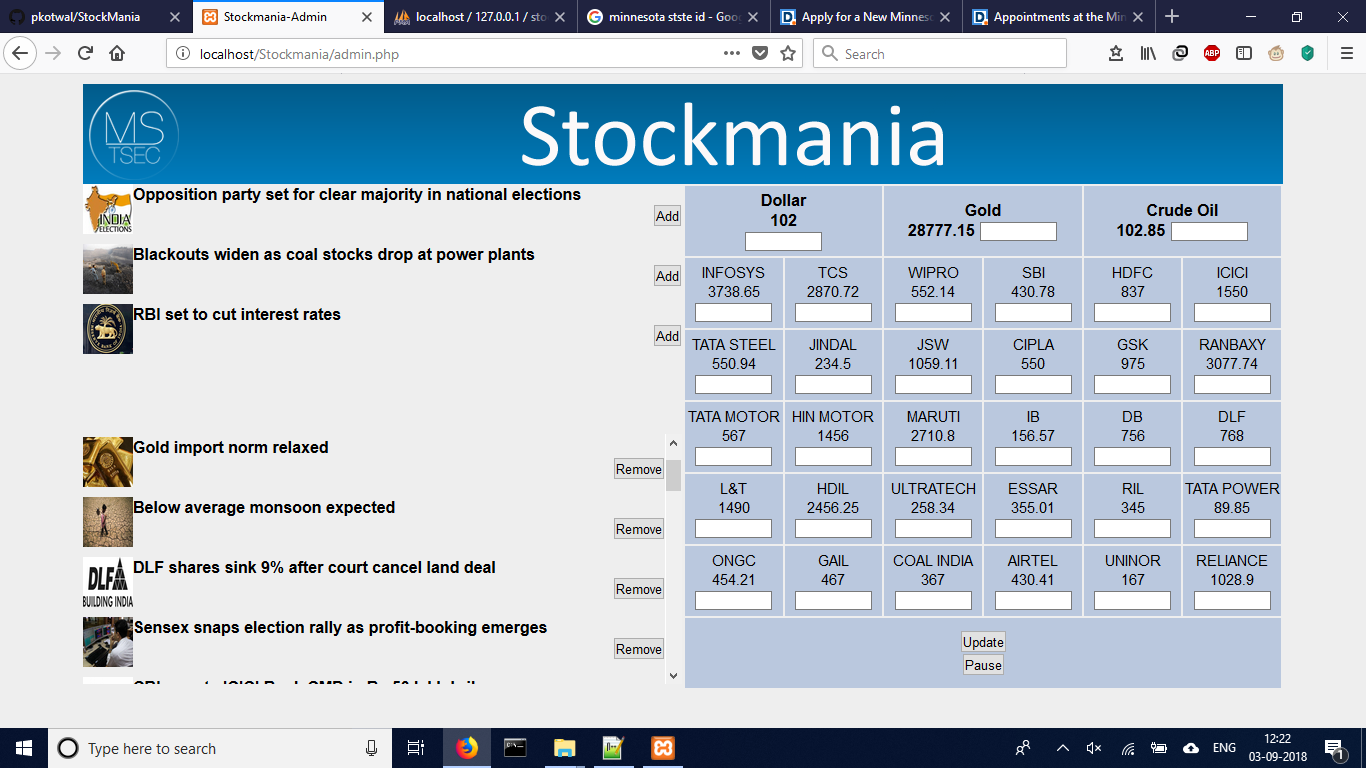 pkotwal/StockMania
Stockmania-Admin
localhost / 127.0.0.1 / sto
minnesota stste id - Goo
Apply for a New Minnes
Appointments at the Min
localhost/Stockmania/admin.php
Search
ABP
MS
TSEC
Stockmania
INDIA
ELECTIONS
Opposition party set for clear majority in national elections
Add
Blackouts widen as coal stocks drop at power plants
Add
RBI set to cut interest rates
Add
Gold import norm relaxed
Remove
Below average monsoon expected
Remove
DLF
BUILDING INDIA
DLF shares sink 9% after court cancel land deal
Remove
Sensex snaps election rally as profit-booking emerges
Remove
Dollar
102
Gold
28777.15
Crude Oil
102.85
INFOSYS TCS WIPRO SBI HDFC ICICI
3738.65 2870.72 552.14 430.78 837 1550
TATA STEEL JINDAL JSW CIPLA GSK RANBAXY
550.94 234.5 1059.11 550 975 3077.74
TATA MOTOR HIN MOTOR MARUTI IB DB DLF
567 1456 2710.8 156.57 756 768
L&T HDIL ULTRATECH ESSAR RIL TATA POWER
1490 2456.25 258.34 355.01 345 89.85
ONGC GAIL COAL INDIA AIRTEL UNINOR RELIANCE
454.21 467 367 430.41 167 1028.9
Update
Pause
Type here to search
ENG
12:22
03-09-2018
1